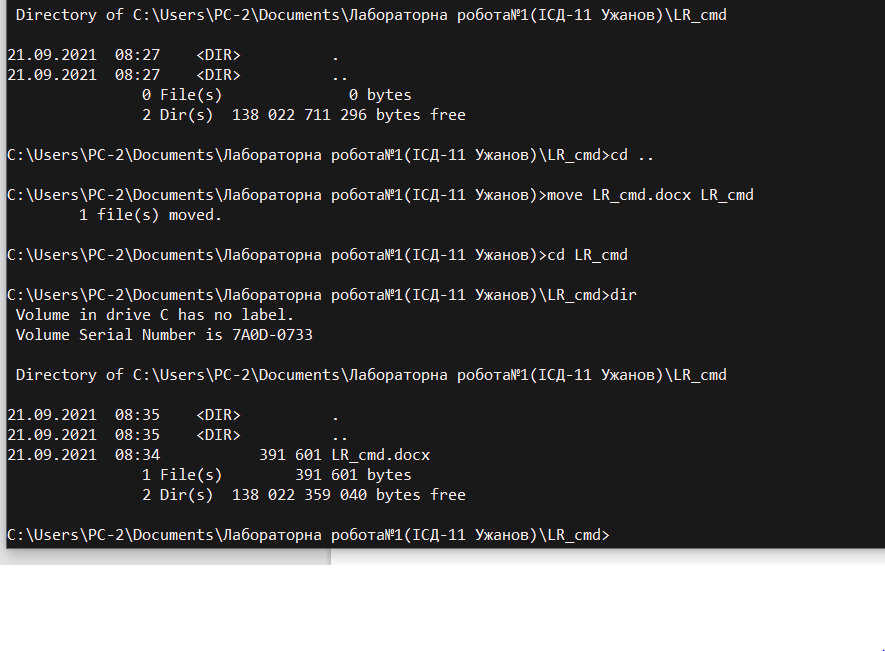 Directory of C:\Users\PC-2\Documents\Лабораторна робота№1(ІСД-11 Ужанов)\LR_cmd
21.09.2021  08:27    <DIR>          .
21.09.2021  08:27    <DIR>          ..
0 File(s)              0 bytes
2 Dir(s)  138 022 711 296 bytes free
C:\Users\PC-2\Documents\Лабораторна робота№1(ІСД-11 Ужанов)\LR_cmd>cd ..
C:\Users\PC-2\Documents\Лабораторна робота№1(ІСД-11 Ужанов)>move LR_cmd.docx LR_cmd
1 file(s) moved.
C:\Users\PC-2\Documents\Лабораторна робота№1(ІСД-11 Ужанов)>cd LR_cmd
C:\Users\PC-2\Documents\Лабораторна робота№1(ІСД-11 Ужанов)\LR_cmd>dir
Volume in drive C has no label.
Volume Serial Number is 7A0D-0733
Directory of C:\Users\PC-2\Documents\Лабораторна робота№1(ІСД-11 Ужанов)\LR_cmd
21.09.2021  08:35    <DIR>          .
21.09.2021  08:35    <DIR>          ..
21.09.2021  08:34           391 601 LR_cmd.docx
1 File(s)        391 601 bytes
2 Dir(s)  138 022 359 040 bytes free
C:\Users\PC-2\Documents\Лабораторна робота№1(ІСД-11 Ужанов)\LR_cmd>